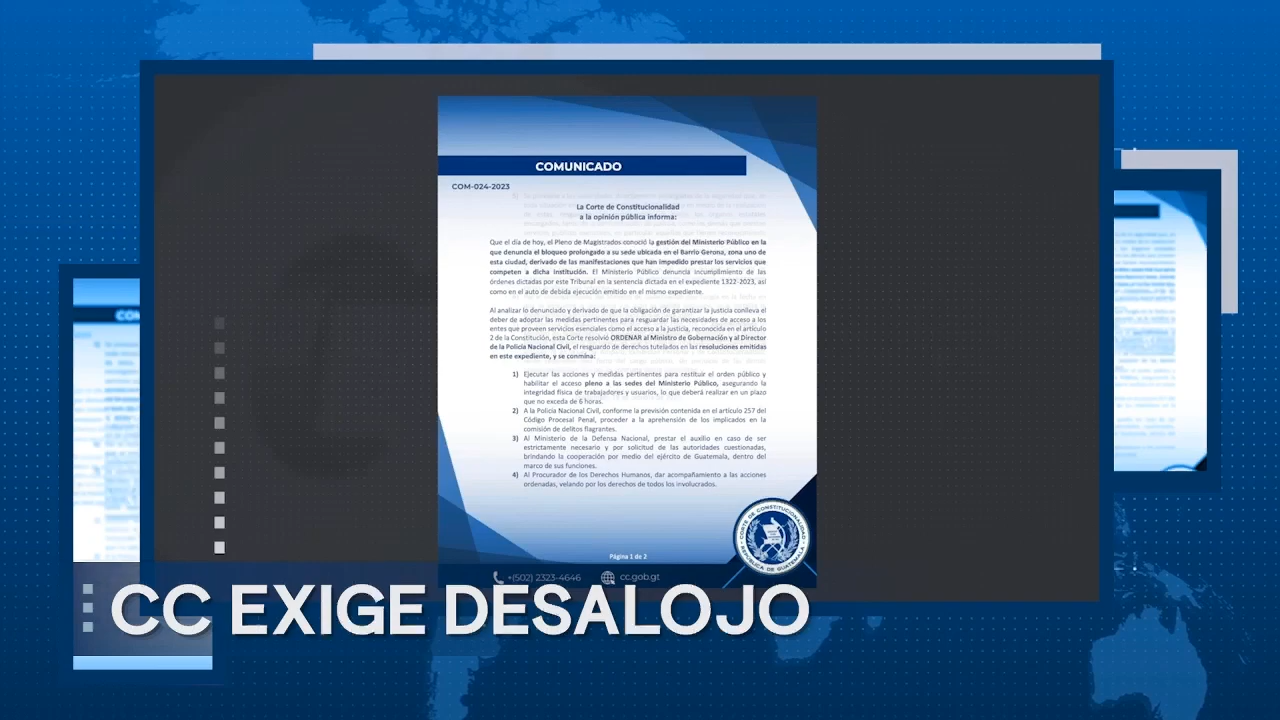 COMUNICADO
COM-024-2023
La Corte de Constitucionalidad
a la opinión pública informa:
Que el día de hoy, el Pleno de Magistrados conoció la gestión del Ministerio Público en la
que denuncia el bloqueo prolongado a su sede ubicada en el Barrio Gerona, zona uno de
esta ciudad, derivado de las manifestaciones que han impedido prestar los servicios que
competen a dicha institución. El Ministerio Público denuncia incumplimiento de las
órdenes dictadas por este Tribunal en la sentencia dictada en el expediente 1322-2023, así
como en el auto de debida ejecución emitido en el mismo expediente.
Al analizar lo denunciado y derivado de que la obligación de garantizar la justicia conlleva el
deber de adoptar las medidas pertinentes para resguardar las necesidades de acceso a los
entes que proveen servicios esenciales como el acceso a la justicia, reconocida en el artículo
2 de la Constitución, esta Corte resolvió ORDENAR al Ministro de Gobernación y al Director
de la Policía Nacional Civil, el resguardo de derechos tutelados en las resoluciones emitidas
en este expediente, y se conmina:
1) Ejecutar las acciones y medidas pertinentes para restituir el orden público y
habilitar el acceso pleno a las sedes del Ministerio Público, asegurando la
integridad física de trabajadores y usuarios, lo que deberá realizar en un plazo
que no exceda de 6 horas.
2) A la Policía Nacional Civil, conforme la previsión contenida en el artículo 257 del
Código Procesal Penal, proceder a la aprehensión de los implicados en la
comisión de delitos flagrantes.
3) Al Ministerio de la Defensa Nacional, prestar el auxilio en caso de ser
estrictamente necesario y por solicitud de las autoridades cuestionadas,
brindando la cooperación por medio del ejército de Guatemala, dentro del
marco de sus funciones.
4) Al Procurador de los Derechos Humanos, dar acompañamiento a las acciones
ordenadas, velando por los derechos de todos los involucrados.
CORTE DE CONSTITUCIONALIDAD
REPÚBLICA DE GUATEMALA
Página 1 de 2
+(502) 2323-4646 cc.gob.gt
CC EXIGE DESALOJO